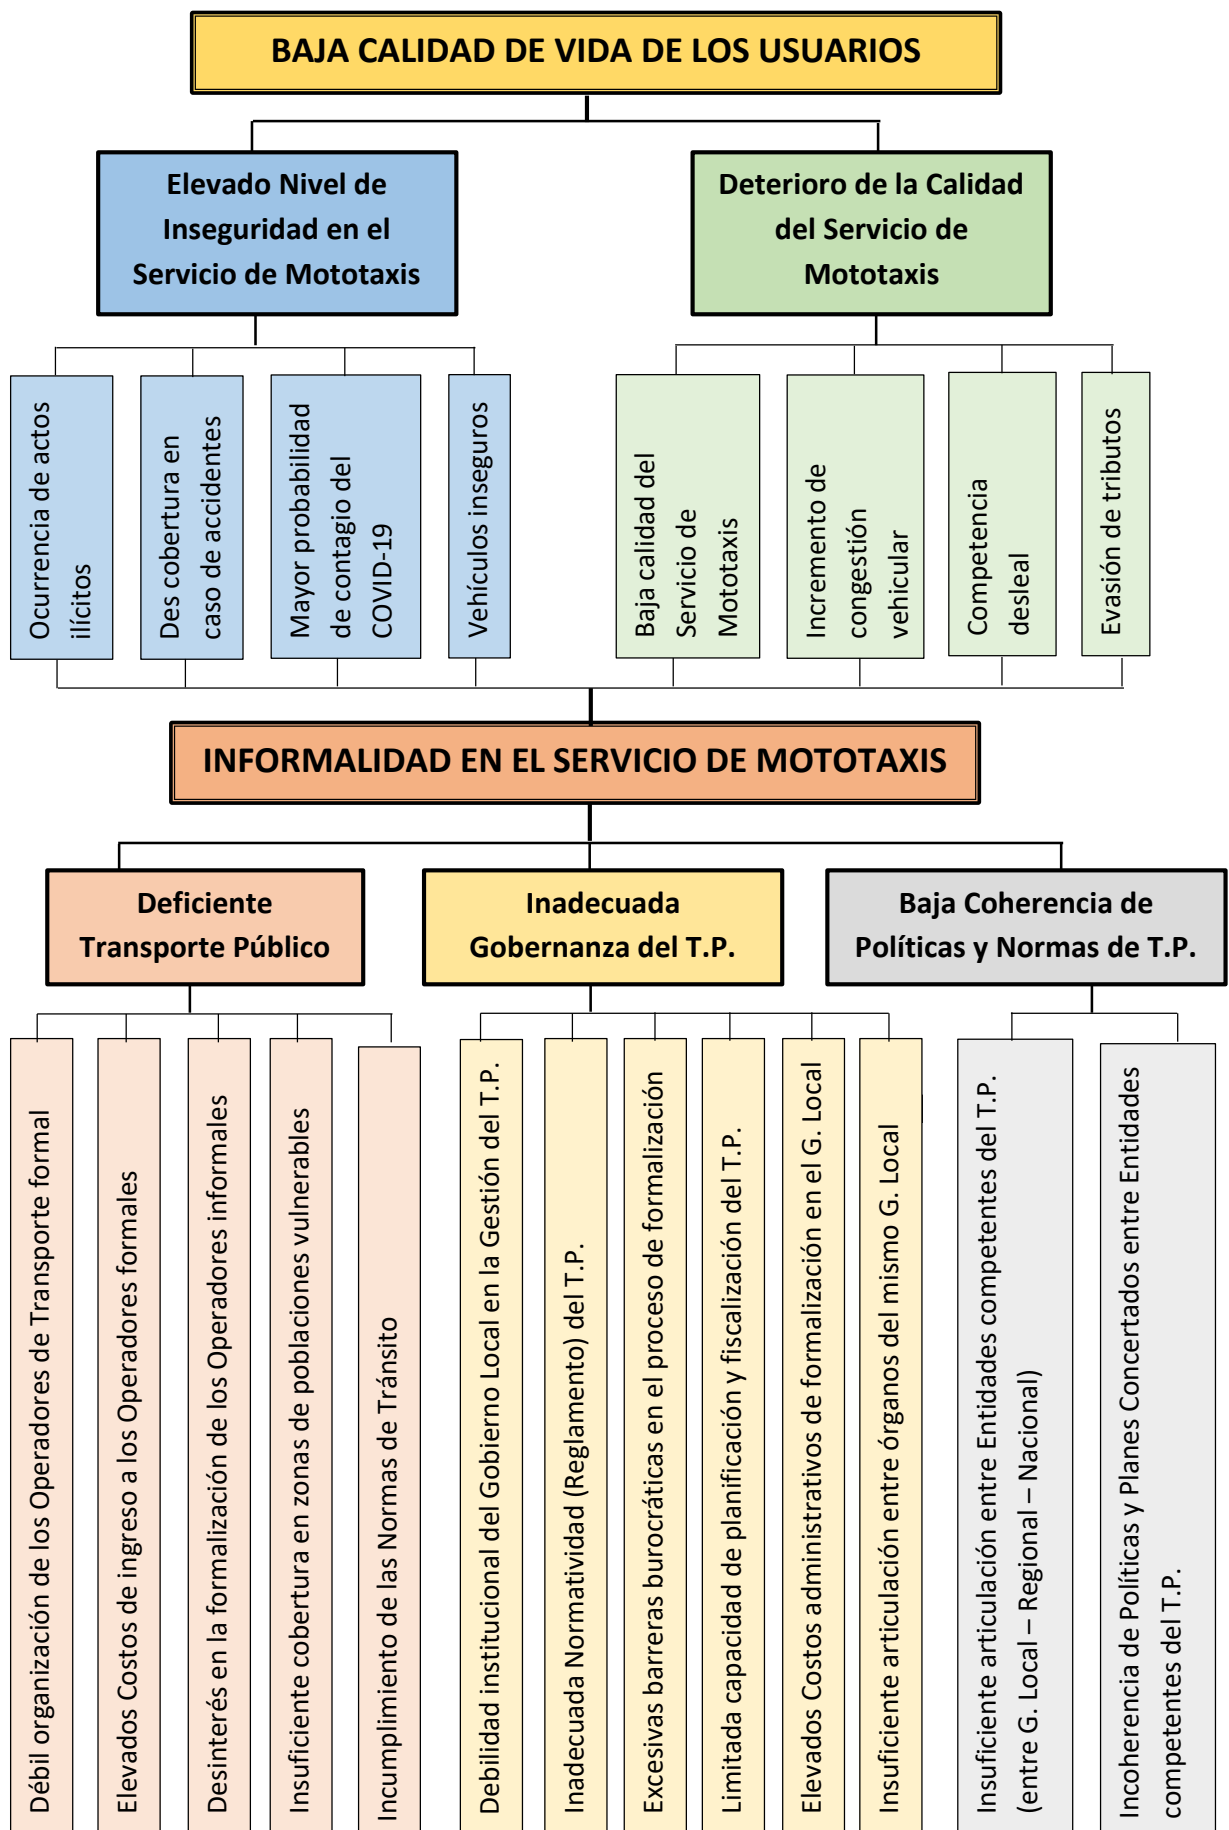 BAJA CALIDAD DE VIDA DE LOS USUARIOS
Elevado Nivel de
Inseguridad en el
Servicio de Mototaxis
Deterioro de la Calidad
del Servicio de
Mototaxis
Ocurrencia de actos
ilícitos
Des cobertura en
caso de accidentes
Mayor probabilidad
de contagio del
COVID-19
Vehículos inseguros
Baja calidad del
Servicio de
Mototaxis
Incremento de
congestión
vehicular
Competencia
desleal
Evasión de tributos
INFORMALIDAD EN EL SERVICIO DE MOTOTAXIS
Deficiente
Transporte Público
Inadecuada
Gobernanza del T.P.
Baja Coherencia de
Políticas y Normas de T.P.
Débil organización de los Operadores de Transporte formal
Elevados Costos de ingreso a los Operadores formales
Desinterés en la formalización de los Operadores informales
Insuficiente cobertura en zonas de poblaciones vulnerables
Incumplimiento de las Normas de Tránsito
Debilidad institucional del Gobierno Local en la Gestión del T.P.
Inadecuada Normatividad (Reglamento) del T.P.
Excesivas barreras burocráticas en el proceso de formalización
Limitada capacidad de planificación y fiscalización del T.P.
Elevados Costos administrativos de formalización en el G. Local
Insuficiente articulación entre órganos del mismo G. Local
Insuficiente articulación entre Entidades competentes del T.P.
(entre G. Local – Regional – Nacional)
Incoherencia de Políticas y Planes Concertados entre Entidades
competentes del T.P.